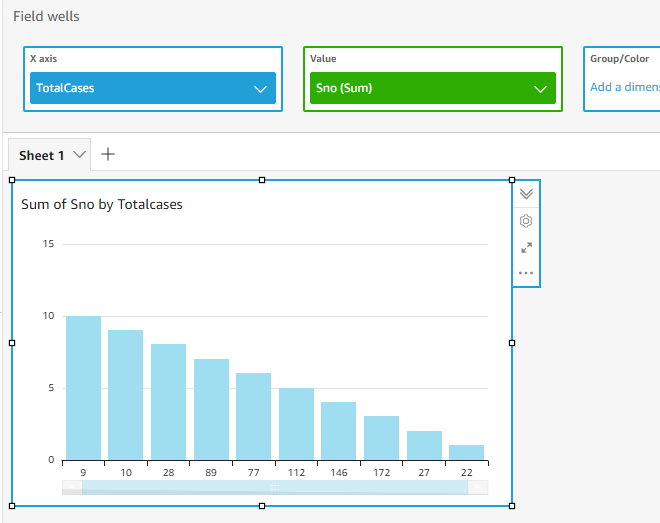 Field wells
X axis
Value
Group/Color
TotalCases
Sno (Sum)
Add a dimens
Sheet 1
Sum of Sno by Totalcases
15
10
5
0
9 10 28 89 77 112 146 172 27 22